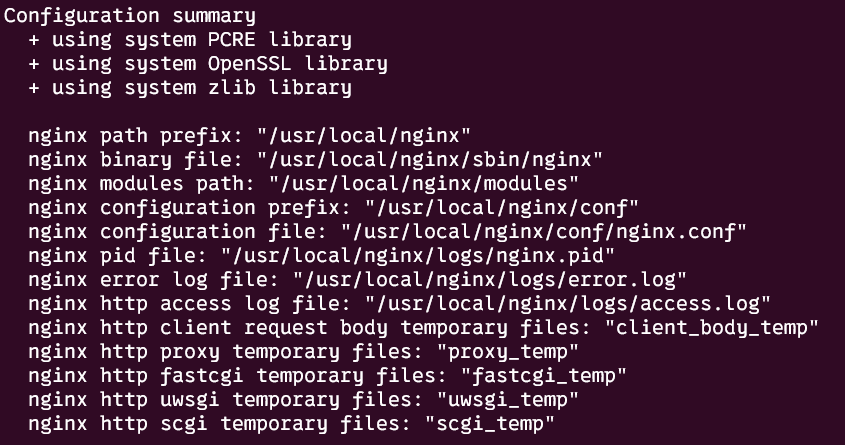 Configuration summary
+ using system PCRE library
+ using system OpenSSL library
+ using system zlib library
nginx path prefix: "/usr/local/nginx"
nginx binary file: "/usr/local/nginx/sbin/nginx"
nginx modules path: "/usr/local/nginx/modules"
nginx configuration prefix: "/usr/local/nginx/conf"
nginx configuration file: "/usr/local/nginx/conf/nginx.conf"
nginx pid file: "/usr/local/nginx/logs/nginx.pid"
nginx error log file: "/usr/local/nginx/logs/error.log"
nginx http access log file: "/usr/local/nginx/logs/access.log"
nginx http client request body temporary files: "client_body_temp"
nginx http proxy temporary files: "proxy_temp"
nginx http fastcgi temporary files: "fastcgi_temp"
nginx http uwsgi temporary files: "uwsgi_temp"
nginx http scgi temporary files: "scgi_temp"